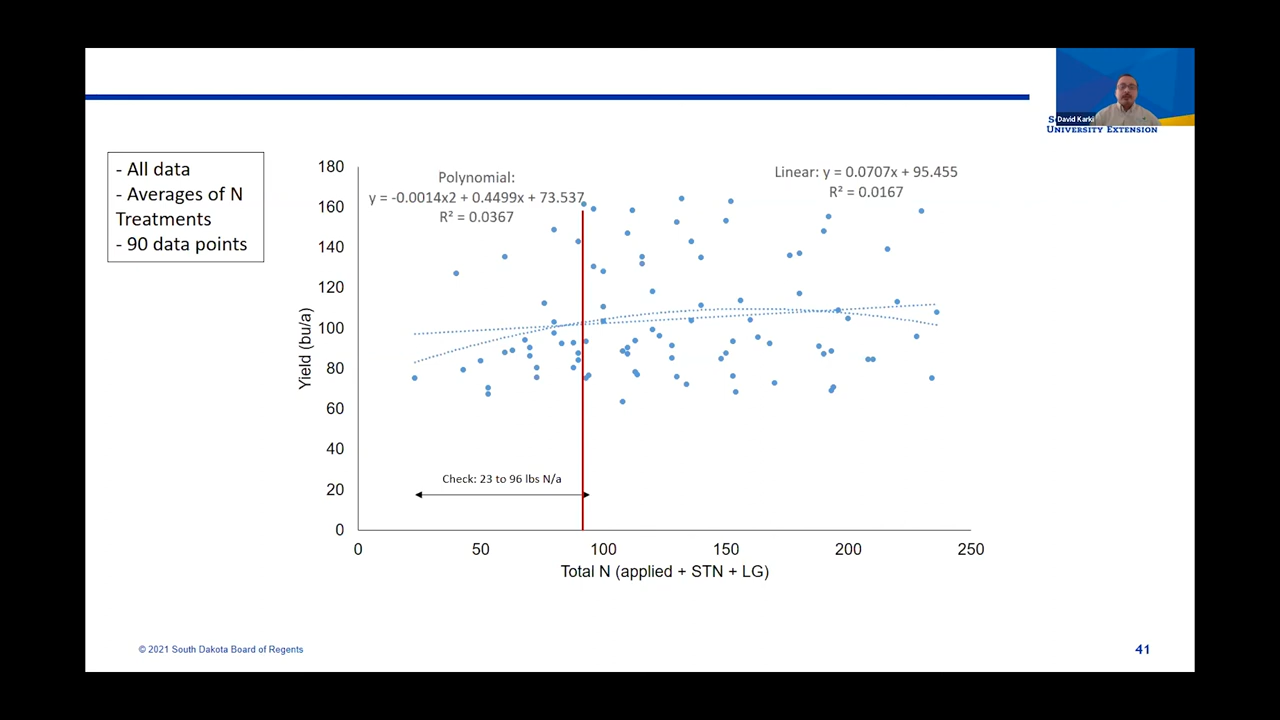 David Karki
UNIVERSITY EXTENSION
- All data
- Averages of N
Treatments
- 90 data points
Polynomial:
y = -0.0014x2 + 0.4499x + 73.537
R² = 0.0367
Linear: y = 0.0707x + 95.455
R² = 0.0167
180
160
140
120
100
80
60
40
20
0
Yield (bu/a)
Check: 23 to 96 lbs N/a
0 50 100 150 200 250
Total N (applied + STN + LG)
© 2021 South Dakota Board of Regents
41